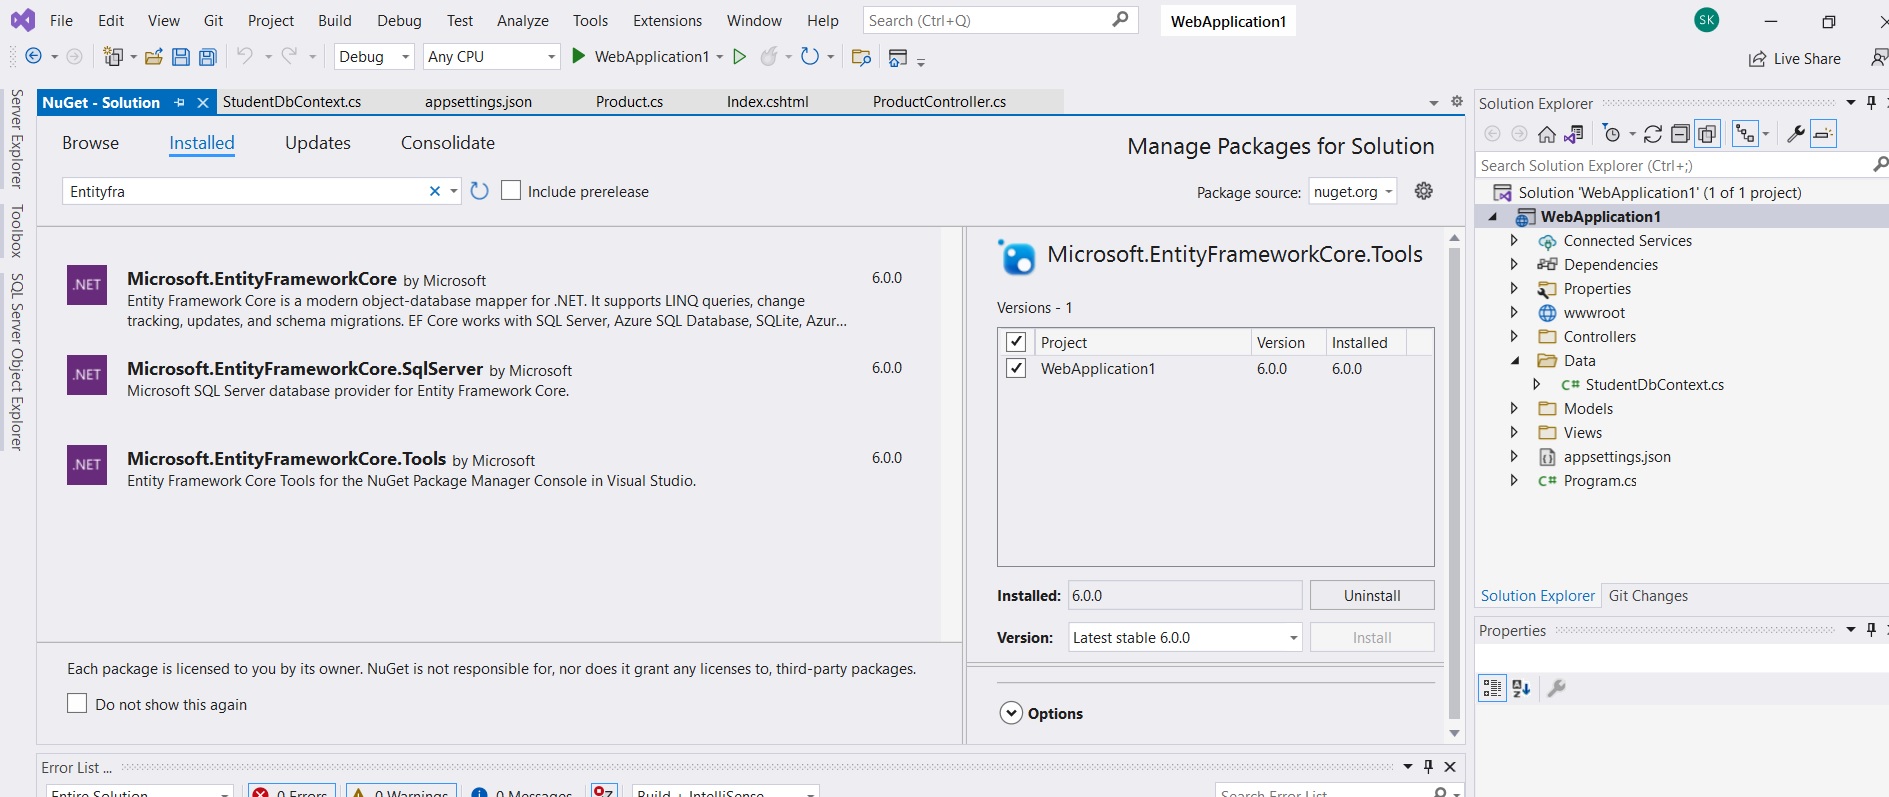 File Edit View Git Project Build Debug Test Analyze Tools Extensions Window Help Search (Ctrl+Q) WebApplication1 SK
Debug Any CPU WebApplication1 Live Share
Server Explorer
Toolbox
SQL Server Object Explorer
NuGet - Solution StudentDbContext.cs appsettings.json Product.cs Index.cshtml ProductController.cs
Browse Installed Updates Consolidate
Manage Packages for Solution
Entityfra Include prerelease
Package source: nuget.org
.NET Microsoft.EntityFrameworkCore by Microsoft 6.0.0
Entity Framework Core is a modern object-database mapper for .NET. It supports LINQ queries, change
tracking, updates, and schema migrations. EF Core works with SQL Server, Azure SQL Database, SQLite, Azur...
.NET Microsoft.EntityFrameworkCore.SqlServer by Microsoft 6.0.0
Microsoft SQL Server database provider for Entity Framework Core.
.NET Microsoft.EntityFrameworkCore.Tools by Microsoft 6.0.0
Entity Framework Core Tools for the NuGet Package Manager Console in Visual Studio.
Each package is licensed to you by its owner. NuGet is not responsible for, nor does it grant any licenses to, third-party packages.
Do not show this again
Microsoft.EntityFrameworkCore.Tools
Versions - 1
Project Version Installed
WebApplication1 6.0.0 6.0.0
Installed: 6.0.0 Uninstall
Version: Latest stable 6.0.0 Install
Options
Error List ...
Entire Solution 0 Errors 0 Warnings 0 Messages Build + IntelliSense Search Error List
Solution Explorer
Search Solution Explorer (Ctrl+;)
Solution 'WebApplication1' (1 of 1 project)
WebApplication1
Connected Services
Dependencies
Properties
wwwroot
Controllers
Data
C# StudentDbContext.cs
Models
Views
appsettings.json
C# Program.cs
Solution Explorer Git Changes
Properties